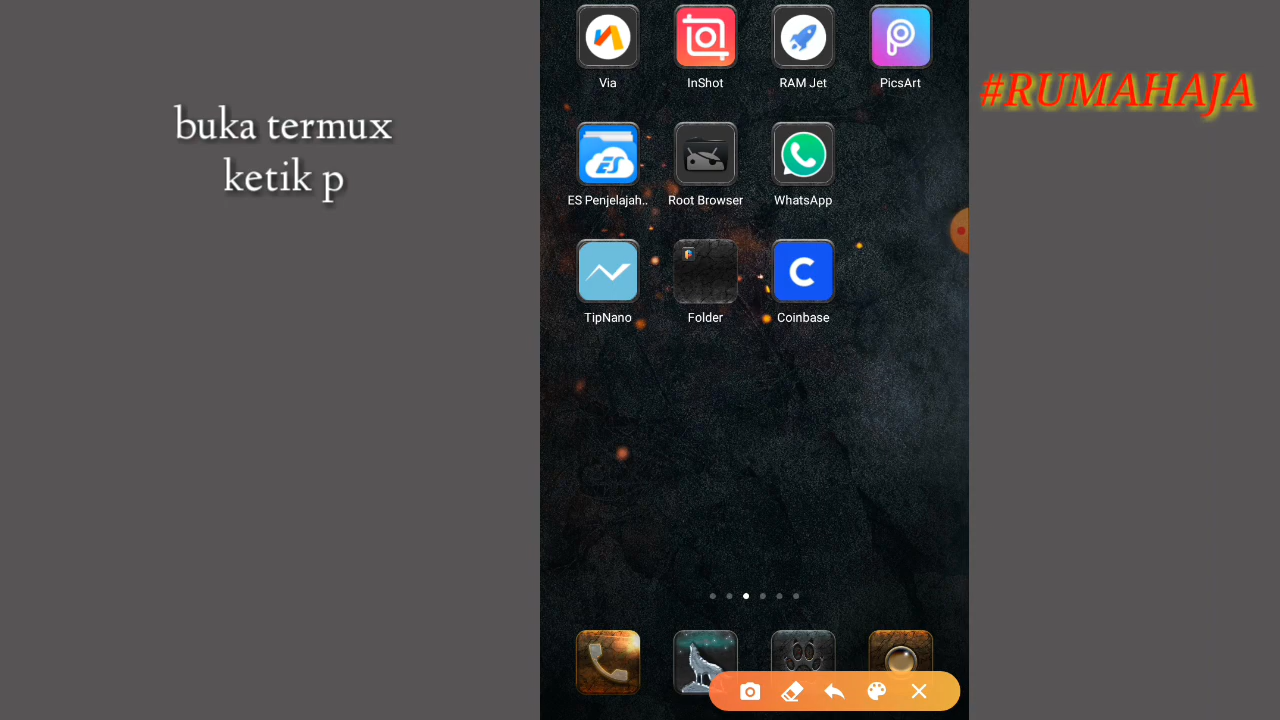 buka termux
ketik p
#RUMAHAJA
Via
InShot
RAM Jet
PicsArt
ES Penjelajah..
Root Browser
WhatsApp
TipNano
Folder
Coinbase